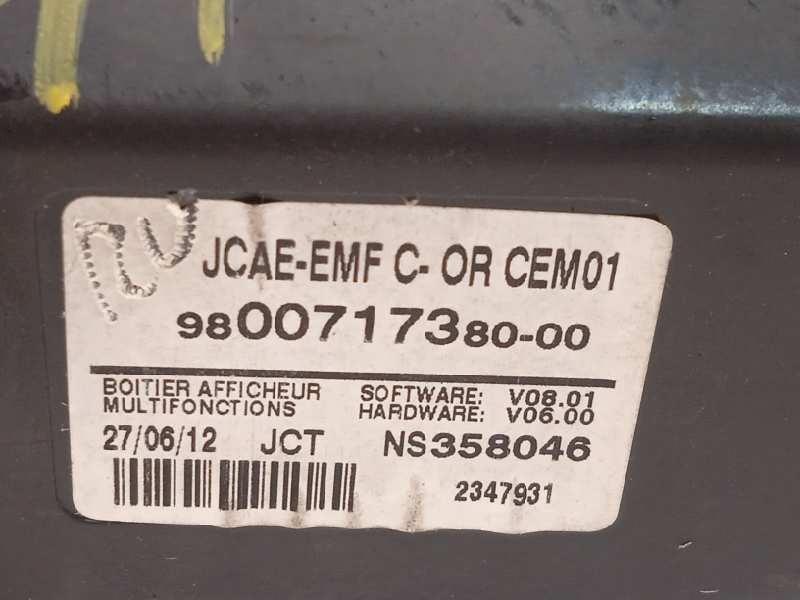 JCAE-EMF C- OR CEM01
9800717380-00
BOITIER AFFICHEUR SOFTWARE: V08.01
MULTIFONCTIONS HARDWARE: V06.00
27/06/12 JCT NS358046
2347931